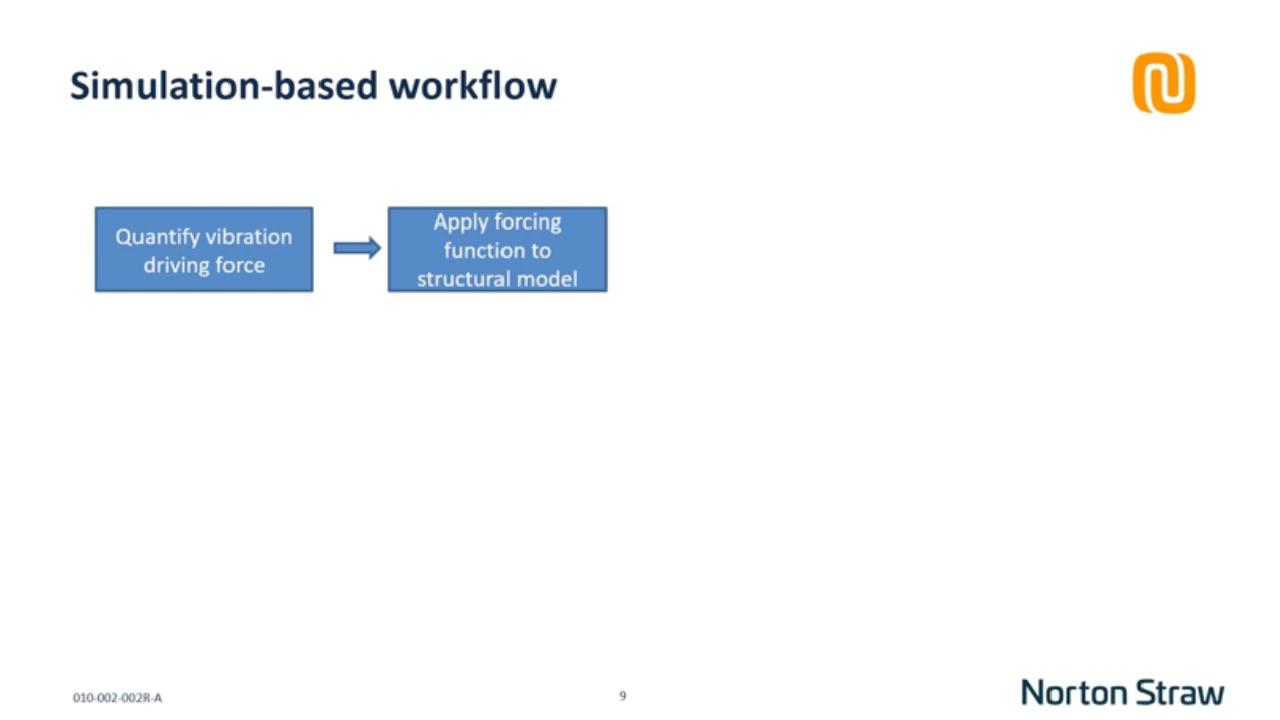 Simulation-based workflow
Quantify vibration
driving force
Apply forcing
function to
structural model
010-002-002R-A
9
Norton Straw